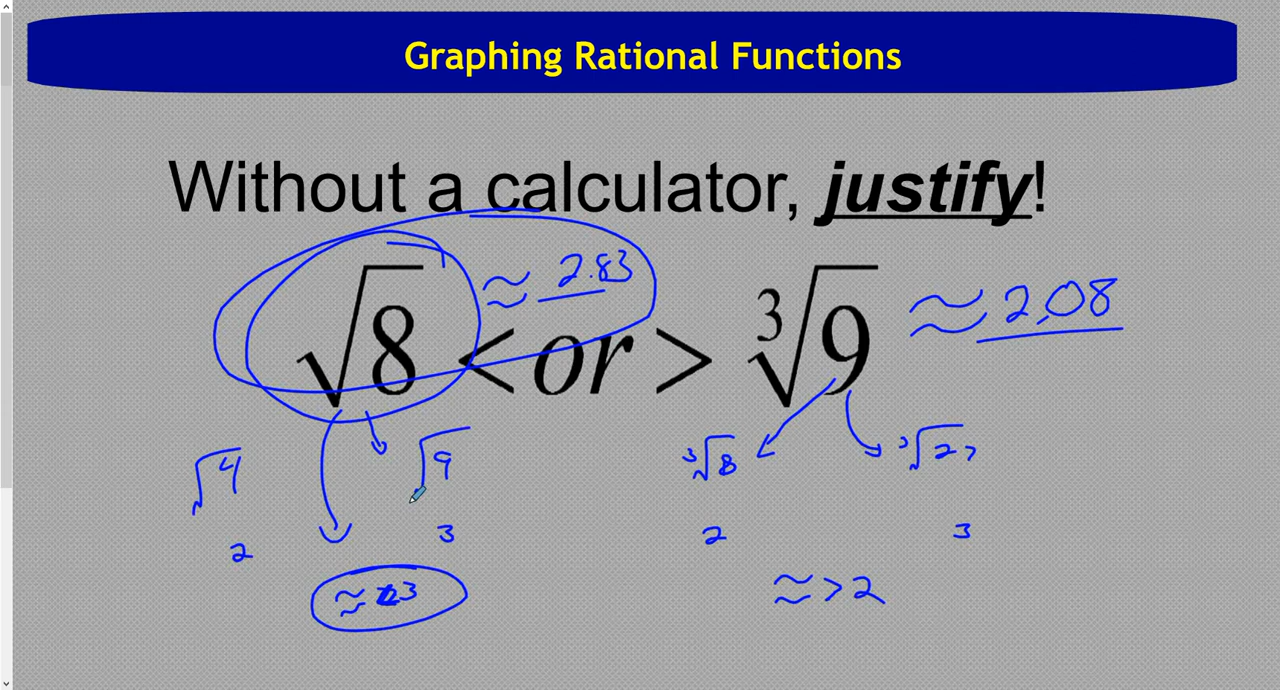 Graphing Rational Functions
Without a calculator, justify!
√8 < or > ∛9
≈ 2.83
≈ 2.08
√4
√9
∛8
∛27
2
3
2
3
≈ > 2